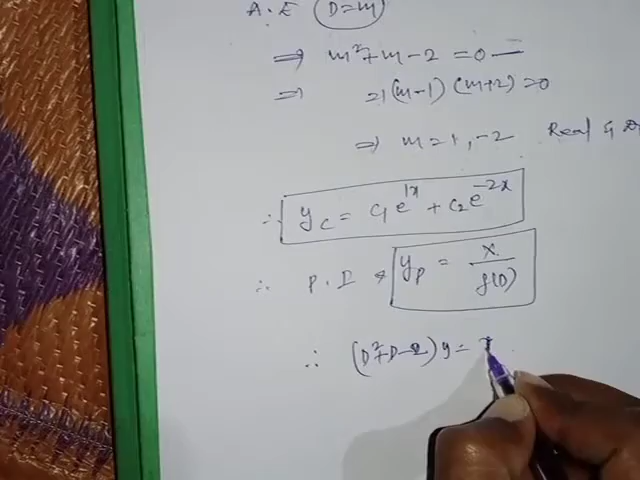 A.E (D=m)
⇒ m²+m-2 =0
⇒ =)(m-1)(m+2)=0
⇒ m=1,-2 Real & D
∴ y_c = c₁e^{1x} + c₂e^{-2x}
∴ P.I y_p = X/f(D)
∴ (D²+D-2)y =